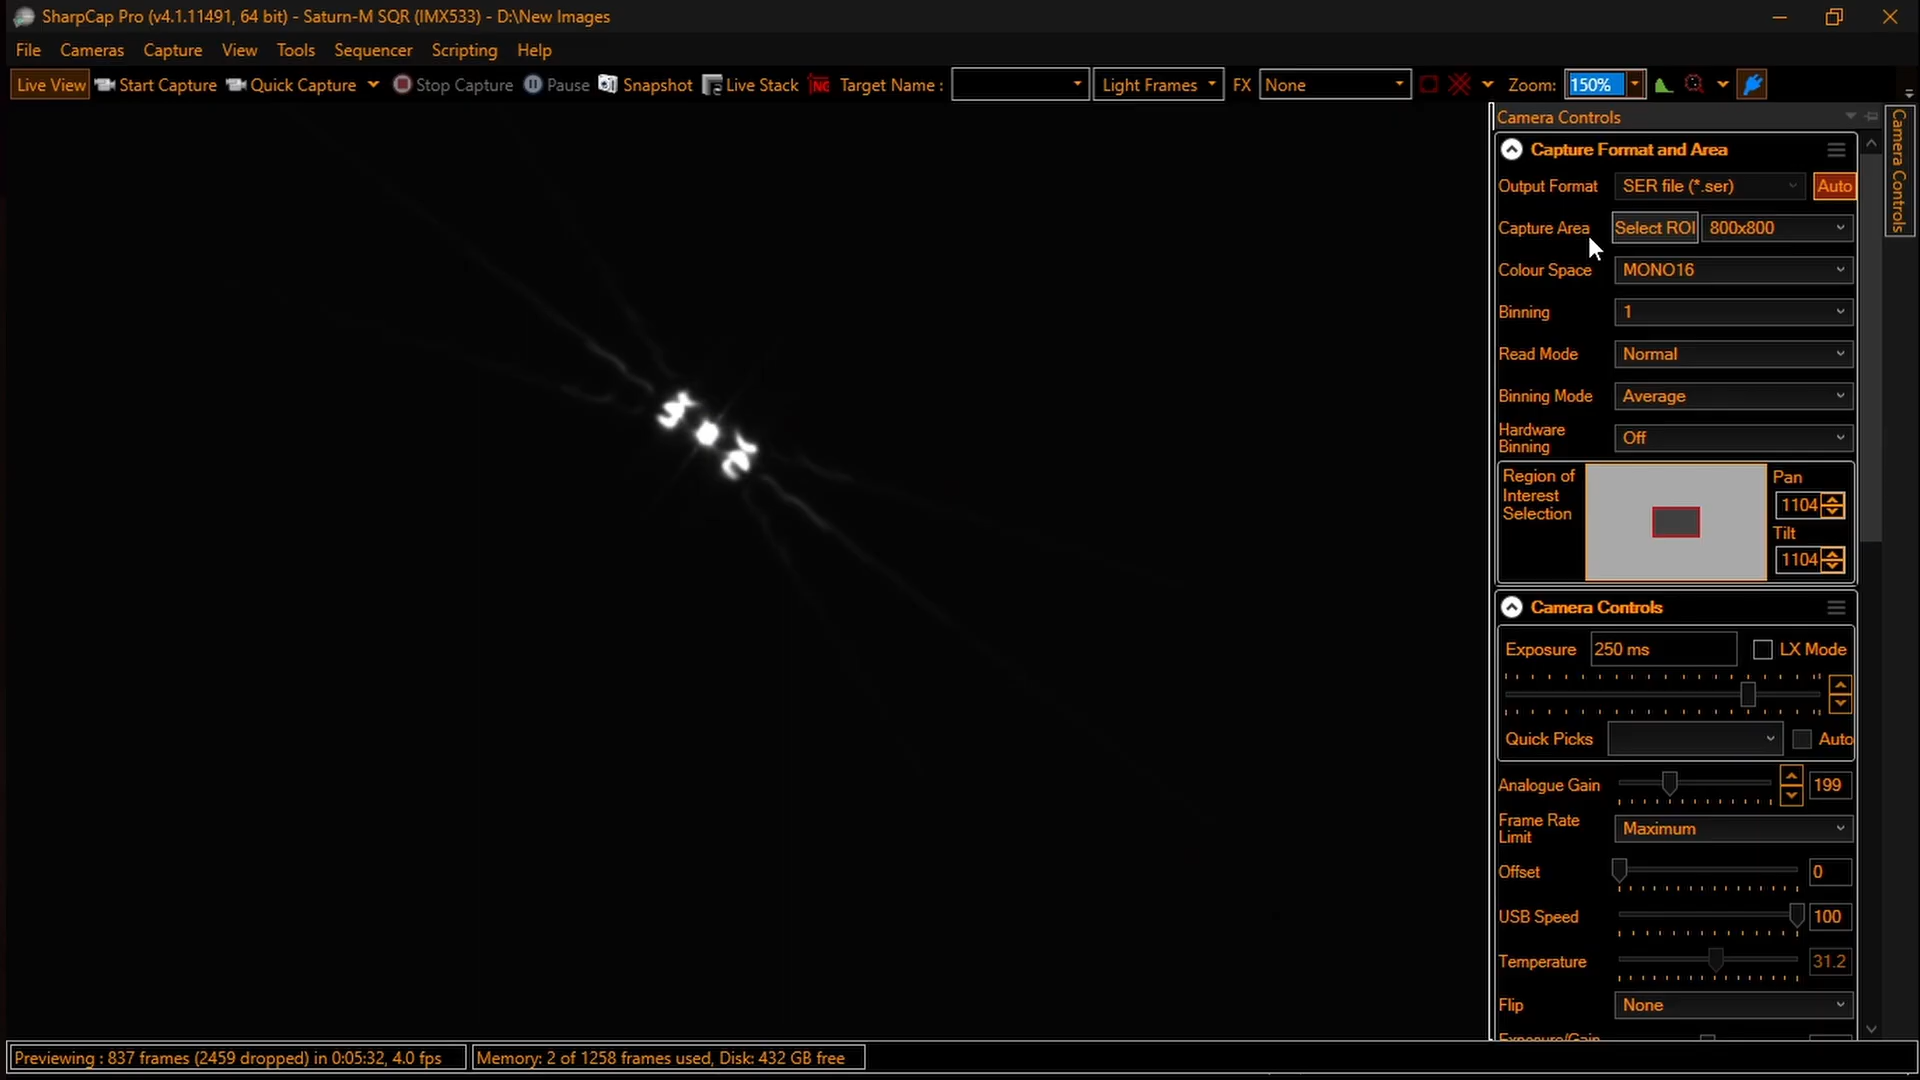 SharpCap Pro (v4.1.11491, 64 bit) - Saturn-M SQR (IMX533) - D:\New Images
File Cameras Capture View Tools Sequencer Scripting Help
Live View Start Capture Quick Capture Stop Capture Pause Snapshot Live Stack NC Target Name : Light Frames FX None Zoom: 150%
Camera Controls
Camera Controls
Capture Format and Area
Output Format SER file (*.ser) Auto
Capture Area Select ROI 800x800
Colour Space MONO16
Binning 1
Read Mode Normal
Binning Mode Average
Hardware
Binning Off
Region of
Interest
Selection
Pan
1104
Tilt
1104
Camera Controls
Exposure 250 ms LX Mode
Quick Picks Auto
Analogue Gain 199
Frame Rate
Limit Maximum
Offset 0
USB Speed 100
Temperature 31.2
Flip None
Exposure/Gain
Previewing : 837 frames (2459 dropped) in 0:05:32, 4.0 fps Memory: 2 of 1258 frames used, Disk: 432 GB free